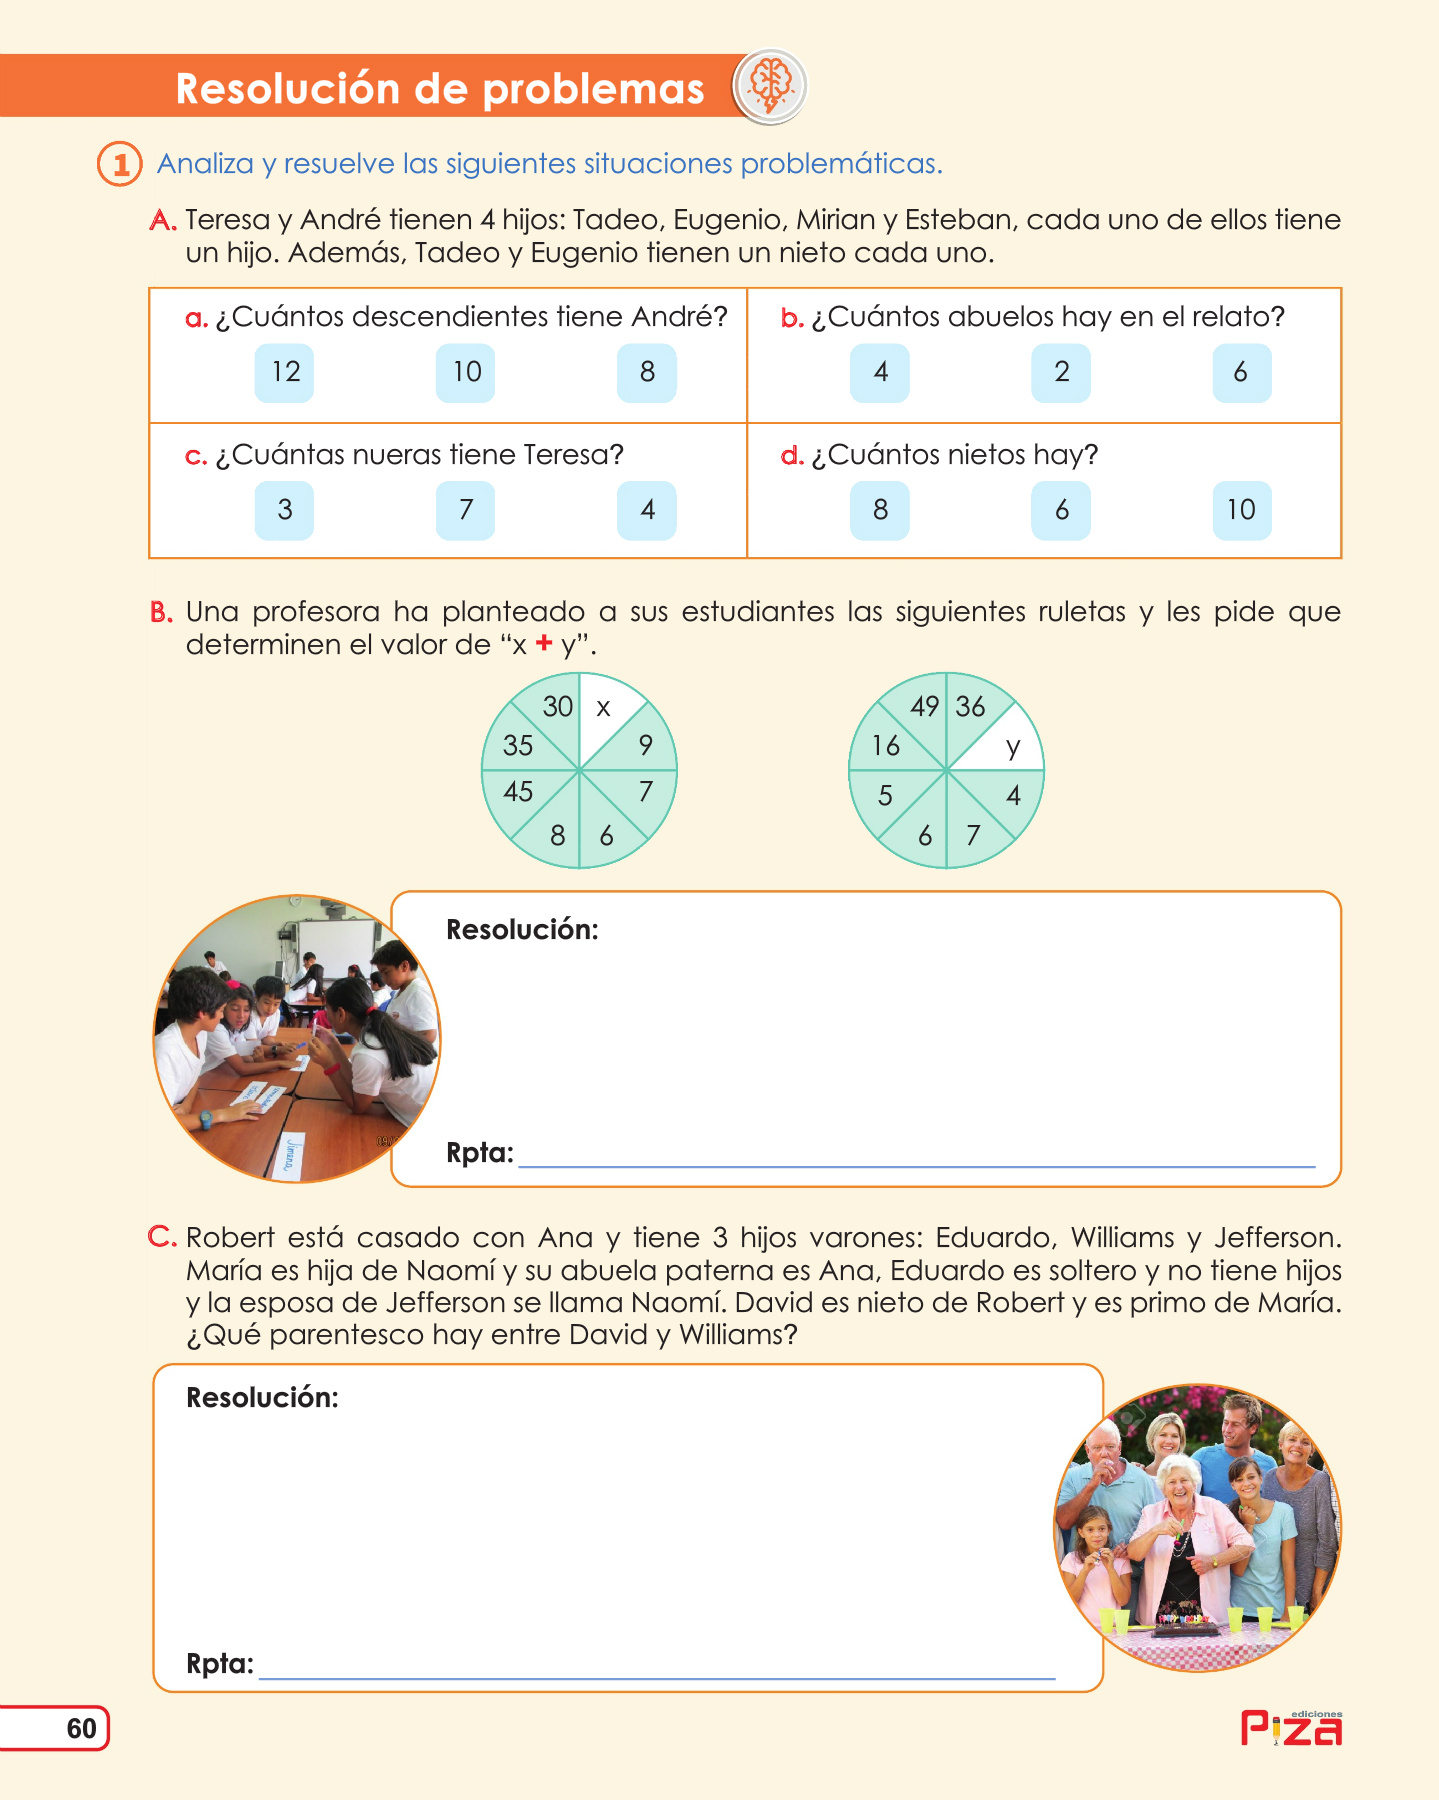 Resolución de problemas
1 Analiza y resuelve las siguientes situaciones problemáticas.
A. Teresa y André tienen 4 hijos: Tadeo, Eugenio, Mirian y Esteban, cada uno de ellos tiene
un hijo. Además, Tadeo y Eugenio tienen un nieto cada uno.
a. ¿Cuántos descendientes tiene André?
12 10 8
b. ¿Cuántos abuelos hay en el relato?
4 2 6
c. ¿Cuántas nueras tiene Teresa?
3 7 4
d. ¿Cuántos nietos hay?
8 6 10
B. Una profesora ha planteado a sus estudiantes las siguientes ruletas y les pide que
determinen el valor de “x + y”.
30 x
35 9
45 7
8 6
49 36
16 y
5 4
6 7
Resolución:
Jimena
Rpta:
C. Robert está casado con Ana y tiene 3 hijos varones: Eduardo, Williams y Jefferson.
María es hija de Naomí y su abuela paterna es Ana, Eduardo es soltero y no tiene hijos
y la esposa de Jefferson se llama Naomí. David es nieto de Robert y es primo de María.
¿Qué parentesco hay entre David y Williams?
Resolución:
Rpta:
60
ediciones
Piza